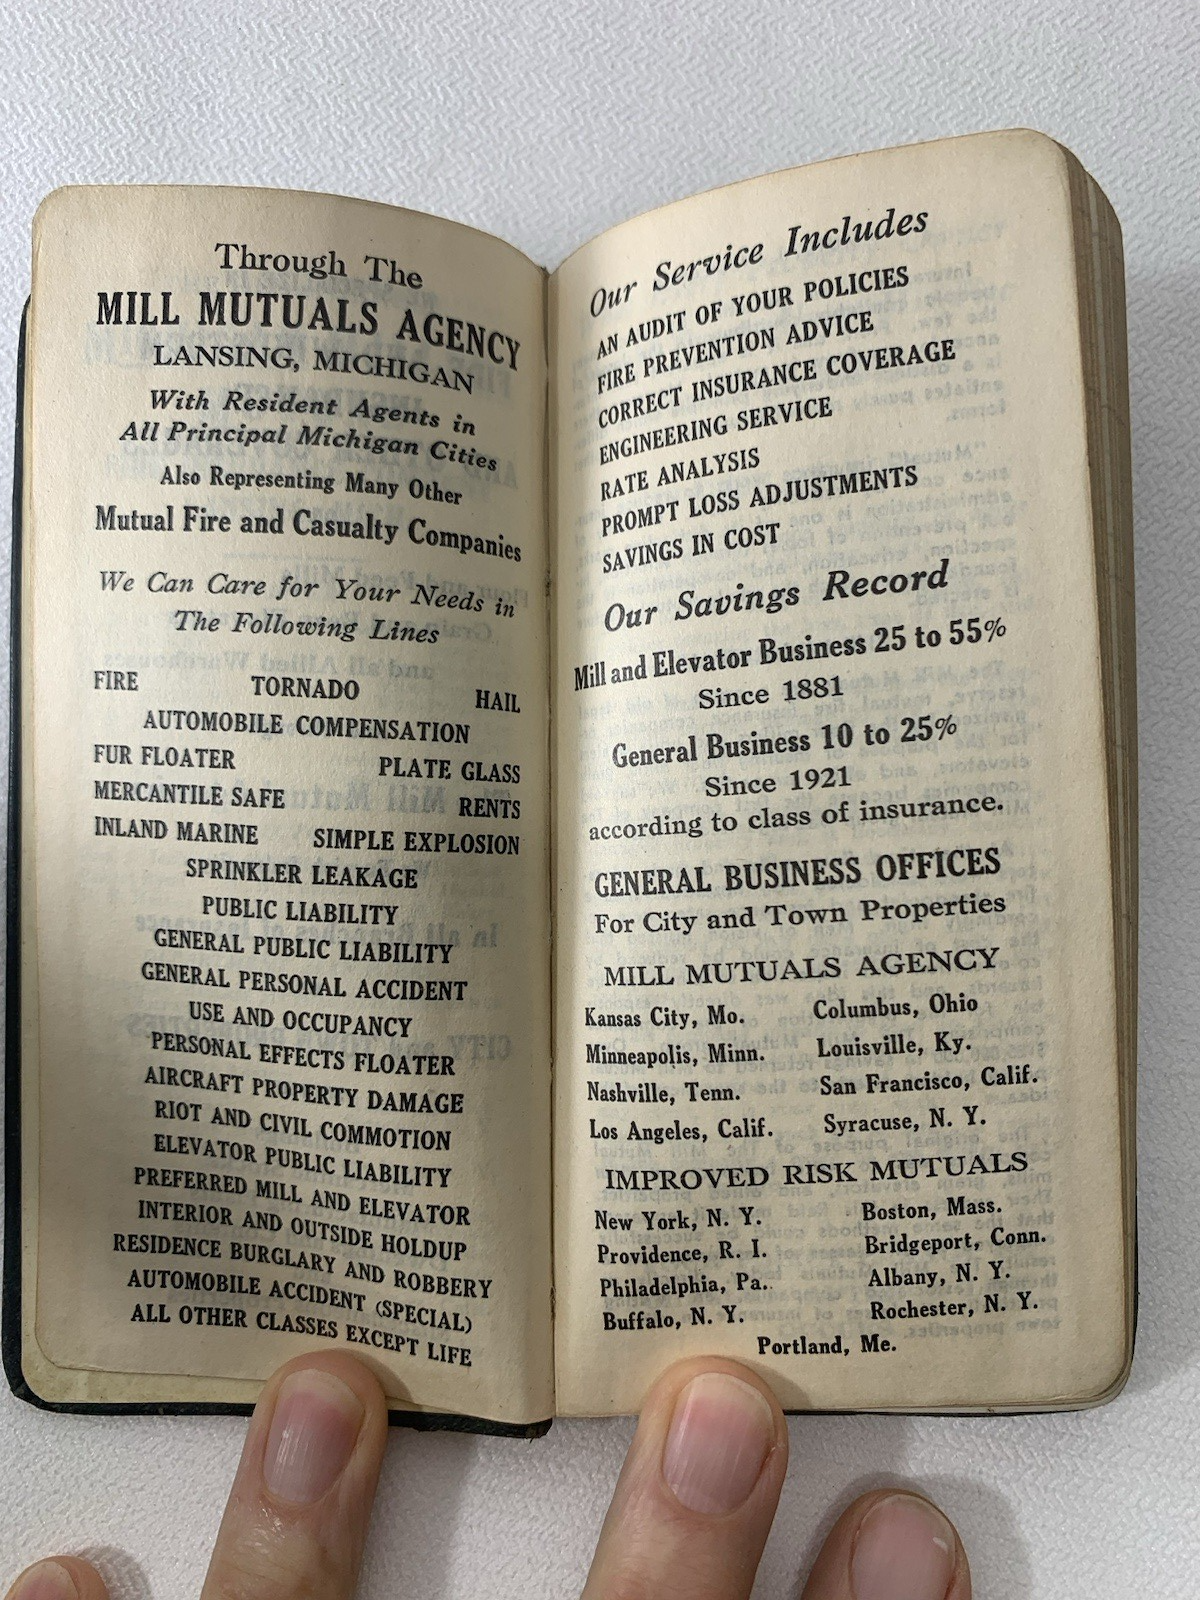 Through The
MILL MUTUALS AGENCY
LANSING, MICHIGAN
With Resident Agents in
All Principal Michigan Cities
Also Representing Many Other
Mutual Fire and Casualty Companies
We Can Care for Your Needs in
The Following Lines
FIRE TORNADO HAIL
AUTOMOBILE COMPENSATION
FUR FLOATER PLATE GLASS
MERCANTILE SAFE RENTS
INLAND MARINE SIMPLE EXPLOSION
SPRINKLER LEAKAGE
PUBLIC LIABILITY
GENERAL PUBLIC LIABILITY
GENERAL PERSONAL ACCIDENT
USE AND OCCUPANCY
PERSONAL EFFECTS FLOATER
AIRCRAFT PROPERTY DAMAGE
RIOT AND CIVIL COMMOTION
ELEVATOR PUBLIC LIABILITY
PREFERRED MILL AND ELEVATOR
INTERIOR AND OUTSIDE HOLDUP
RESIDENCE BURGLARY AND ROBBERY
AUTOMOBILE ACCIDENT (SPECIAL)
ALL OTHER CLASSES EXCEPT LIFE
Our Service Includes
AN AUDIT OF YOUR POLICIES
FIRE PREVENTION ADVICE
CORRECT INSURANCE COVERAGE
ENGINEERING SERVICE
RATE ANALYSIS
PROMPT LOSS ADJUSTMENTS
SAVINGS IN COST
Our Savings Record
Mill and Elevator Business 25 to 55%
Since 1881
General Business 10 to 25%
Since 1921
according to class of insurance.
GENERAL BUSINESS OFFICES
For City and Town Properties
MILL MUTUALS AGENCY
Kansas City, Mo. Columbus, Ohio
Minneapolis, Minn. Louisville, Ky.
Nashville, Tenn. San Francisco, Calif.
Los Angeles, Calif. Syracuse, N. Y.
IMPROVED RISK MUTUALS
New York, N. Y. Boston, Mass.
Providence, R. I. Bridgeport, Conn.
Philadelphia, Pa. Albany, N. Y.
Buffalo, N. Y. Rochester, N. Y.
Portland, Me.